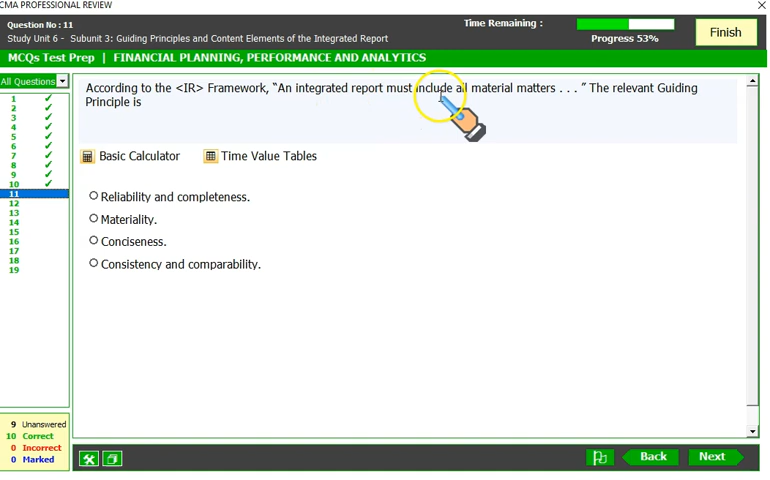 CMA PROFESSIONAL REVIEW
Question No : 11
Study Unit 6 - Subunit 3: Guiding Principles and Content Elements of the Integrated Report
Time Remaining :
Progress 53%
Finish
MCQs Test Prep | FINANCIAL PLANNING, PERFORMANCE AND ANALYTICS
All Questions
1
2
3
4
5
6
7
8
9
10
11
12
13
14
15
16
17
18
19
According to the <IR> Framework, “An integrated report must include all material matters . . . ” The relevant Guiding
Principle is
Basic Calculator Time Value Tables
Reliability and completeness.
Materiality.
Conciseness.
Consistency and comparability.
9 Unanswered
10 Correct
0 Incorrect
0 Marked
Back
Next